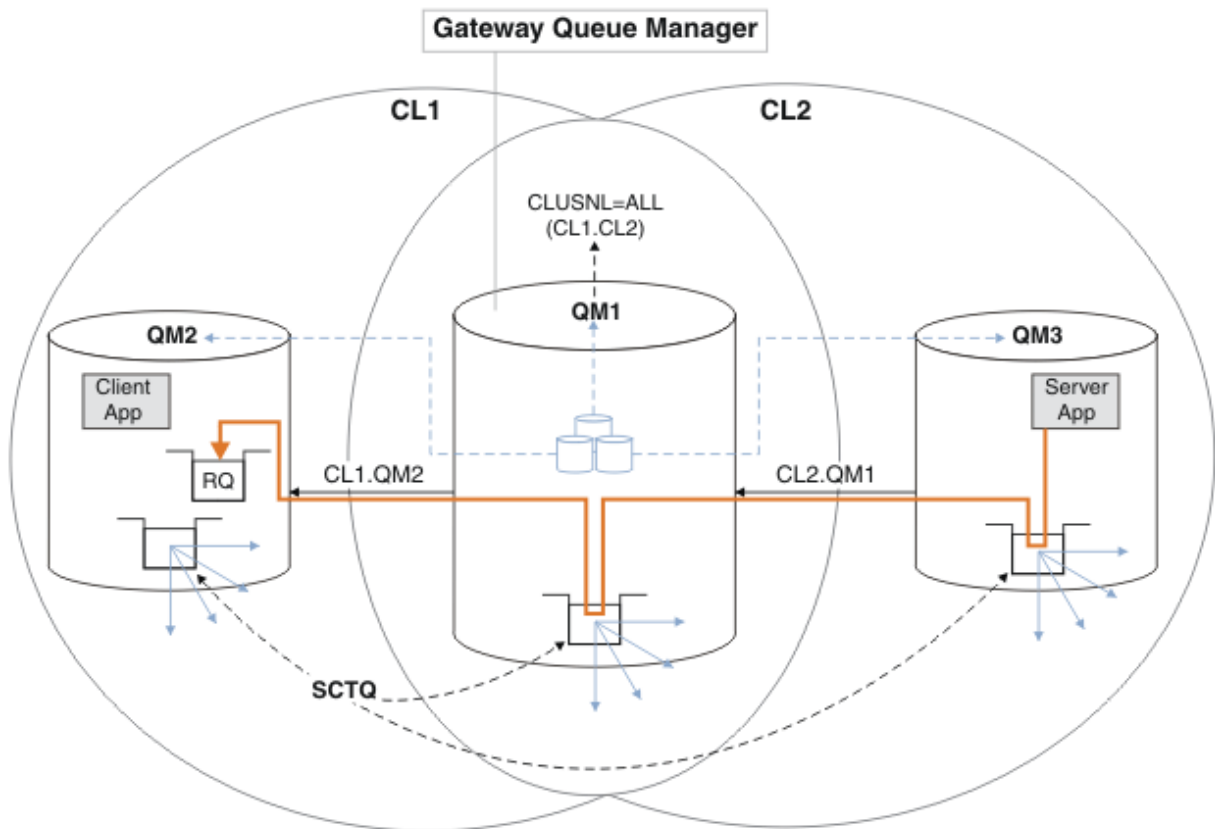 Gateway Queue Manager
CL1
CL2
CLUSNL=ALL
(CL1.CL2)
QM1
QM2
QM3
Client
App
Server
App
RQ
CL1.QM2
CL2.QM1
SCTQ